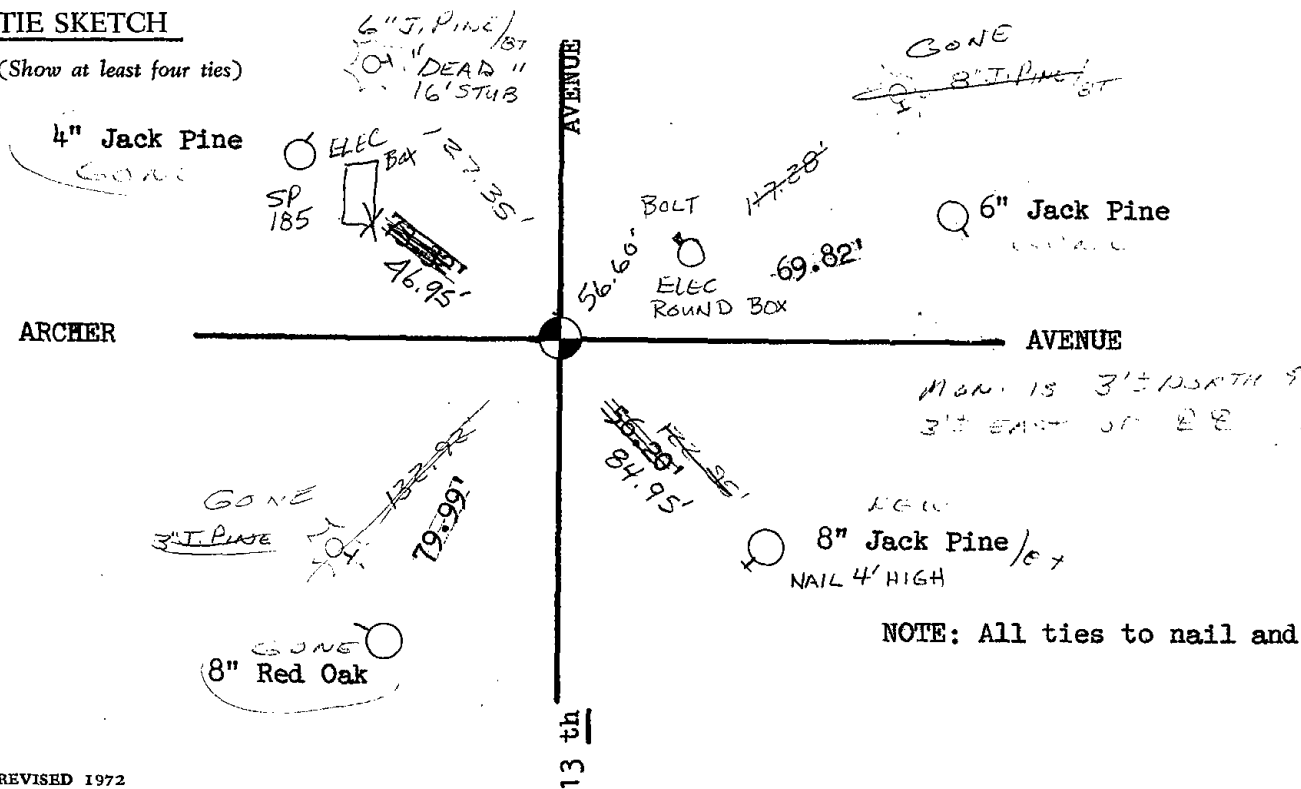 TIE SKETCH
(Show at least four ties)
6" J. PINE/BT
"DEAD"
16' STUB
AVENUE
GONE
8" J. PINE/BT
4" Jack Pine
GONE
ELEC
BOX
SP
185
27.35'
46.95'
BOLT
56.60'
ELEC
ROUND BOX
117.28'
69.82'
6" Jack Pine
ARCHER
AVENUE
MON. IS 3'± NORTH &
3'± EAST OF
GONE
3" J. PINE
132.92
79.99'
56.20'
84.95'
NEW
8" Jack Pine
NAIL 4' HIGH
GONE
8" Red Oak
NOTE: All ties to nail and
13 th
REVISED 1972